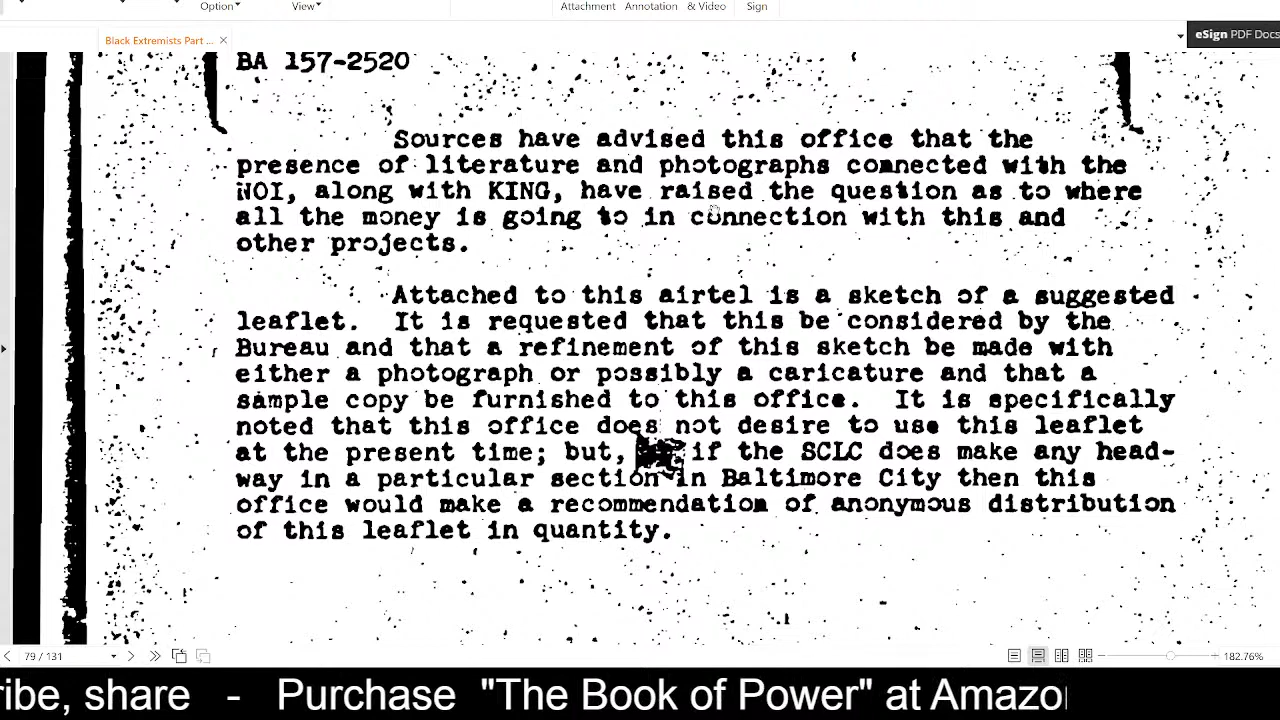 Option View Attachment Annotation & Video Sign
Black Extremists Part ... eSign PDF Docs
BA 157-2520
Sources have advised this office that the
presence of literature and photographs connected with the
NOI, along with KING, have raised the question as to where
all the money is going to in connection with this and
other projects.
Attached to this airtel is a sketch of a suggested
leaflet. It is requested that this be considered by the
Bureau and that a refinement of this sketch be made with
either a photograph or possibly a caricature and that a
sample copy be furnished to this office. It is specifically
noted that this office does not desire to use this leaflet
at the present time; but, if the SCLC does make any head-
way in a particular section in Baltimore City then this
office would make a recommendation of anonymous distribution
of this leaflet in quantity.
79 / 131 182.76%
ribe, share - Purchase "The Book of Power" at Amazo